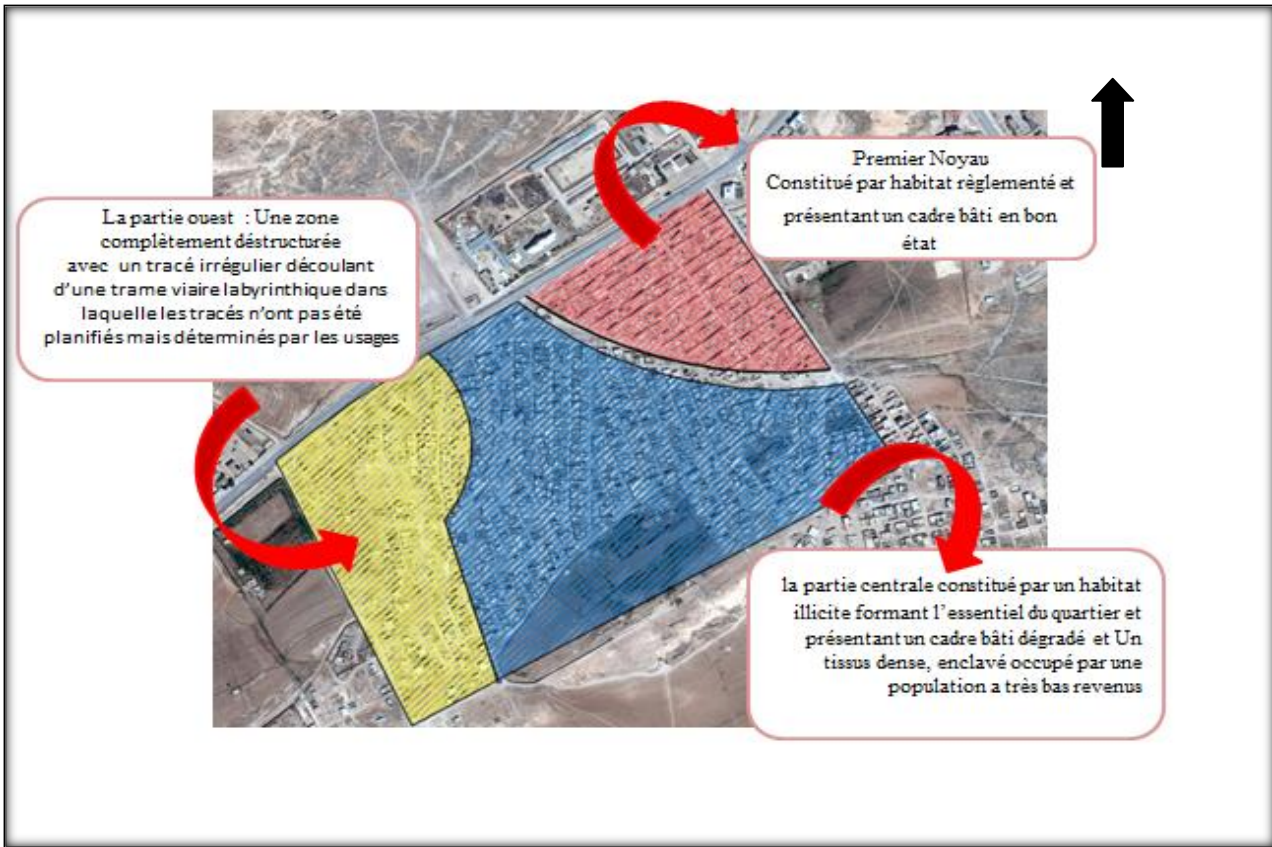 Premier Noyau
Constitué par habitat règlementé et
présentant un cadre bâti en bon
état
La partie ouest : Une zone
complètement déstructurée
avec un tracé irrégulier découlant
d'une trame viaire labyrinthique dans
laquelle les tracés n'ont pas été
planifiés mais déterminés par les usages
la partie centrale constitué par un habitat
illicite formant l'essentiel du quartier et
présentant un cadre bâti dégradé et Un
tissus dense, enclavé occupé par une
population a très bas revenus